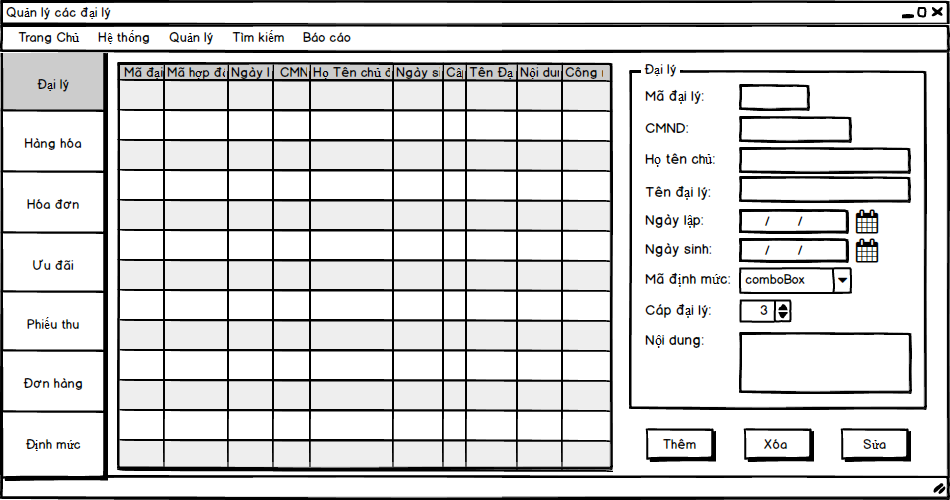 Quản lý các đại lý
Trang Chủ Hệ thống Quản lý Tìm kiếm Báo cáo
Đại lý
Hàng hóa
Hóa đơn
Ưu đãi
Phiếu thu
Đơn hàng
Định mức
Mã đại Mã hợp đ Ngày l CMN Họ Tên chủ Ngày si Cấ Tên Đạ Nội du Công
Đại lý
Mã đại lý:
CMND:
Họ tên chủ:
Tên đại lý:
Ngày lập: / /
Ngày sinh: / /
Mã định mức: comboBox
Cấp đại lý: 3
Nội dung:
Thêm Xóa Sửa